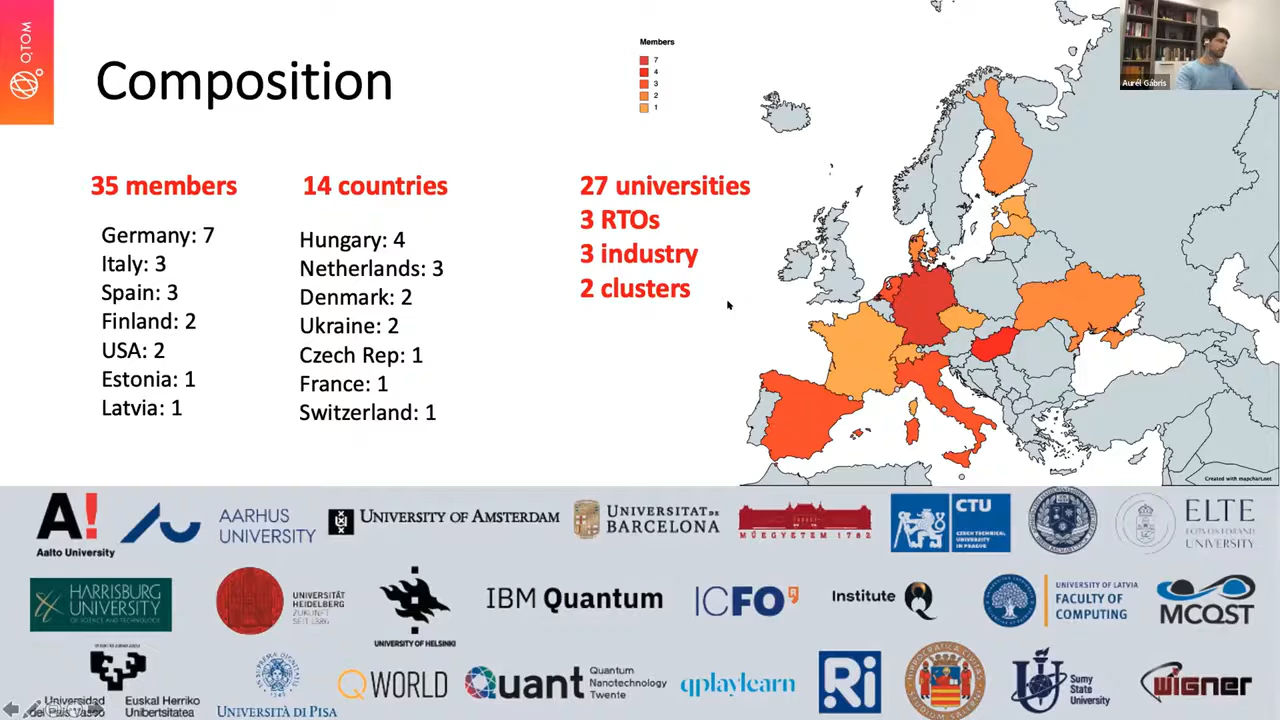 QTOM
Composition
35 members
14 countries
27 universities
3 RTOs
3 industry
2 clusters
Germany: 7
Italy: 3
Spain: 3
Finland: 2
USA: 2
Estonia: 1
Latvia: 1
Hungary: 4
Netherlands: 3
Denmark: 2
Ukraine: 2
Czech Rep: 1
France: 1
Switzerland: 1
Members
7
4
3
2
1
Aurél Gábris
Created with mapchart.net
A!
Aalto University
AARHUS
UNIVERSITY
UNIVERSITY OF AMSTERDAM
UNIVERSITAT DE
BARCELONA
MŰEGYETEM 1782
CTU
CZECH TECHNICAL
UNIVERSITY
IN PRAGUE
ELTE
EÖTVÖS LORÁND
UNIVERSITY
HARRISBURG
UNIVERSITY
OF SCIENCE AND TECHNOLOGY
UNIVERSITÄT
HEIDELBERG
ZUKUNFT
SEIT 1386
UNIVERSITY OF HELSINKI
IBM Quantum
ICFO
Institute Q
UNIVERSITY OF LATVIA
FACULTY OF
COMPUTING
MCQST
Universidad
del País Vasco
Euskal Herriko
Unibertsitatea
UNIVERSITÀ DI PISA
QWORLD
Quant
Quantum
Nanotechnology
Twente
qplaylearn
Ri
Sumy
State
University
wigner